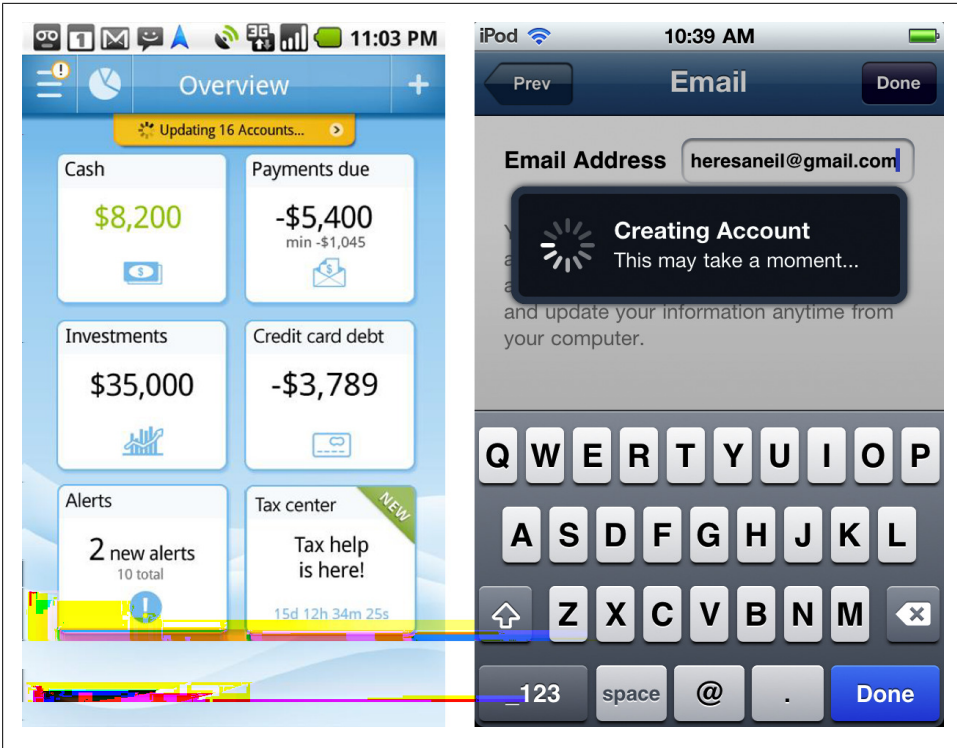 11:03 PM
Overview
Updating 16 Accounts...
Cash
$8,200
Payments due
-$5,400
min -$1,045
Investments
$35,000
Credit card debt
-$3,789
Alerts
2 new alerts
10 total
Tax center
NEW
Tax help
is here!
15d 12h 34m 25s
iPod
10:39 AM
Prev
Email
Done
Email Address
heresaneil@gmail.com
Creating Account
This may take a moment...
and update your information anytime from
your computer.
Q W E R T Y U I O P
A S D F G H J K L
Z X C V B N M
_123
space
@
.
Done